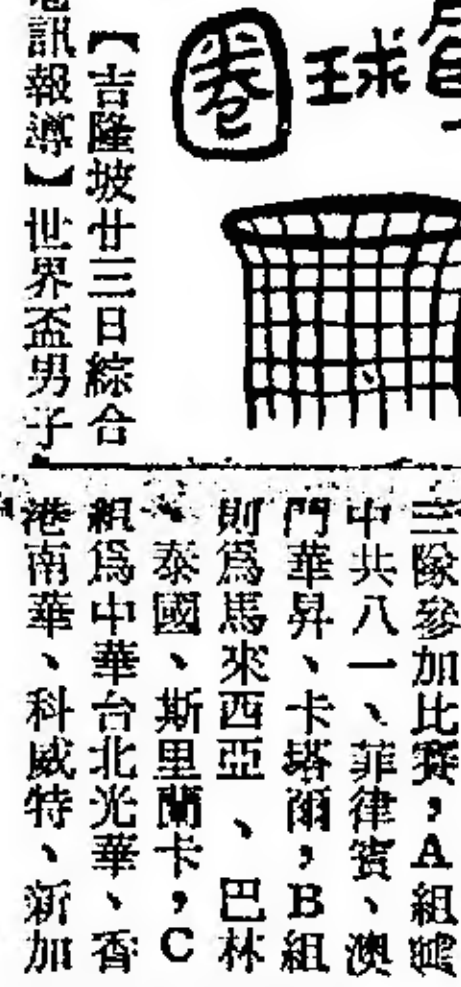 球圈
【吉隆坡廿三日綜合
訊報導】世界盃男子
三隊參加比賽，A組
中共八一、菲律賓、澳
門華昇、卡塔爾，B組
則爲馬來西亞、巴林
、泰國、斯里蘭卡，C
組爲中華台北光華、香
港南華、科威特、新加